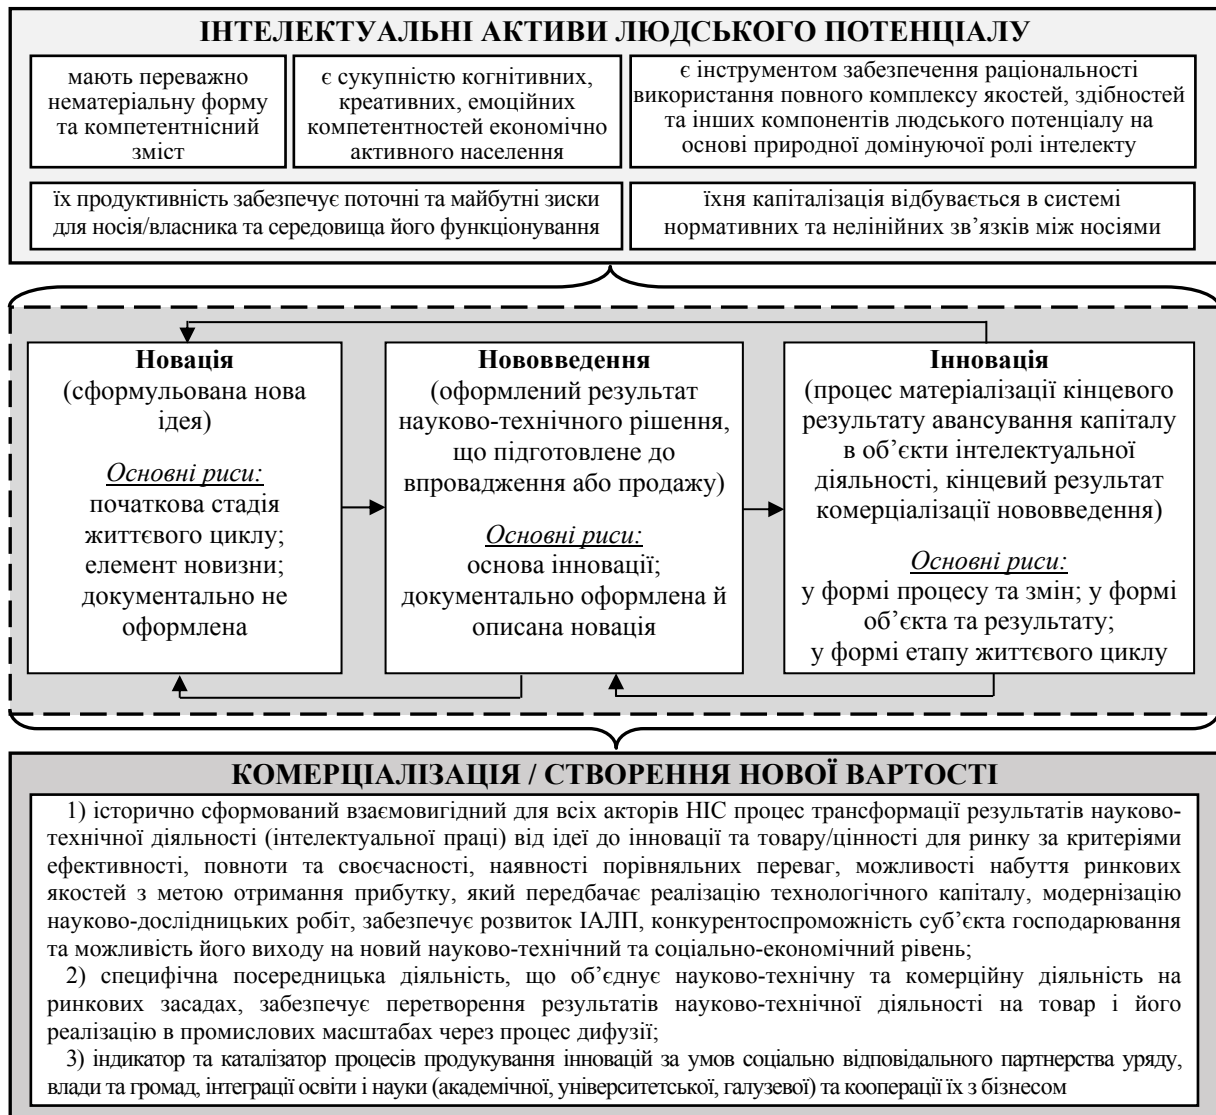 ІНТЕЛЕКТУАЛЬНІ АКТИВИ ЛЮДСЬКОГО ПОТЕНЦІАЛУ
мають переважно
нематеріальну форму
та компетентнісний
зміст
є сукупністю когнітивних,
креативних, емоційних
компетентностей економічно
активного населення
є інструментом забезпечення раціональності
використання повного комплексу якостей, здібностей
та інших компонентів людського потенціалу на
основі природної домінуючої ролі інтелекту
їх продуктивність забезпечує поточні та майбутні зиски
для носія/власника та середовища його функціонування
їхня капіталізація відбувається в системі
нормативних та нелінійних зв’язків між носіями
Новація
(сформульована нова
ідея)
Основні риси:
початкова стадія
життєвого циклу;
елемент новизни;
документально не
оформлена
Нововведення
(оформлений результат
науково-технічного рішення,
що підготовлене до
впровадження або продажу)
Основні риси:
основа інновації;
документально оформлена й
описана новація
Інновація
(процес матеріалізації кінцевого
результату авансування капіталу
в об’єкти інтелектуальної
діяльності, кінцевий результат
комерціалізації нововведення)
Основні риси:
у формі процесу та змін; у формі
об’єкта та результату;
у формі етапу життєвого циклу
КОМЕРЦІАЛІЗАЦІЯ / СТВОРЕННЯ НОВОЇ ВАРТОСТІ
1) історично сформований взаємовигідний для всіх акторів НІС процес трансформації результатів науково-
технічної діяльності (інтелектуальної праці) від ідеї до інновації та товару/цінності для ринку за критеріями
ефективності, повноти та своєчасності, наявності порівняльних переваг, можливості набуття ринкових
якостей з метою отримання прибутку, який передбачає реалізацію технологічного капіталу, модернізацію
науково-дослідницьких робіт, забезпечує розвиток ІАЛП, конкурентоспроможність суб’єкта господарювання
та можливість його виходу на новий науково-технічний та соціально-економічний рівень;
2) специфічна посередницька діяльність, що об’єднує науково-технічну та комерційну діяльність на
ринкових засадах, забезпечує перетворення результатів науково-технічної діяльності на товар і його
реалізацію в промислових масштабах через процес дифузії;
3) індикатор та каталізатор процесів продукування інновацій за умов соціально відповідального партнерства уряду,
влади та громад, інтеграції освіти і науки (академічної, університетської, галузевої) та кооперації їх з бізнесом